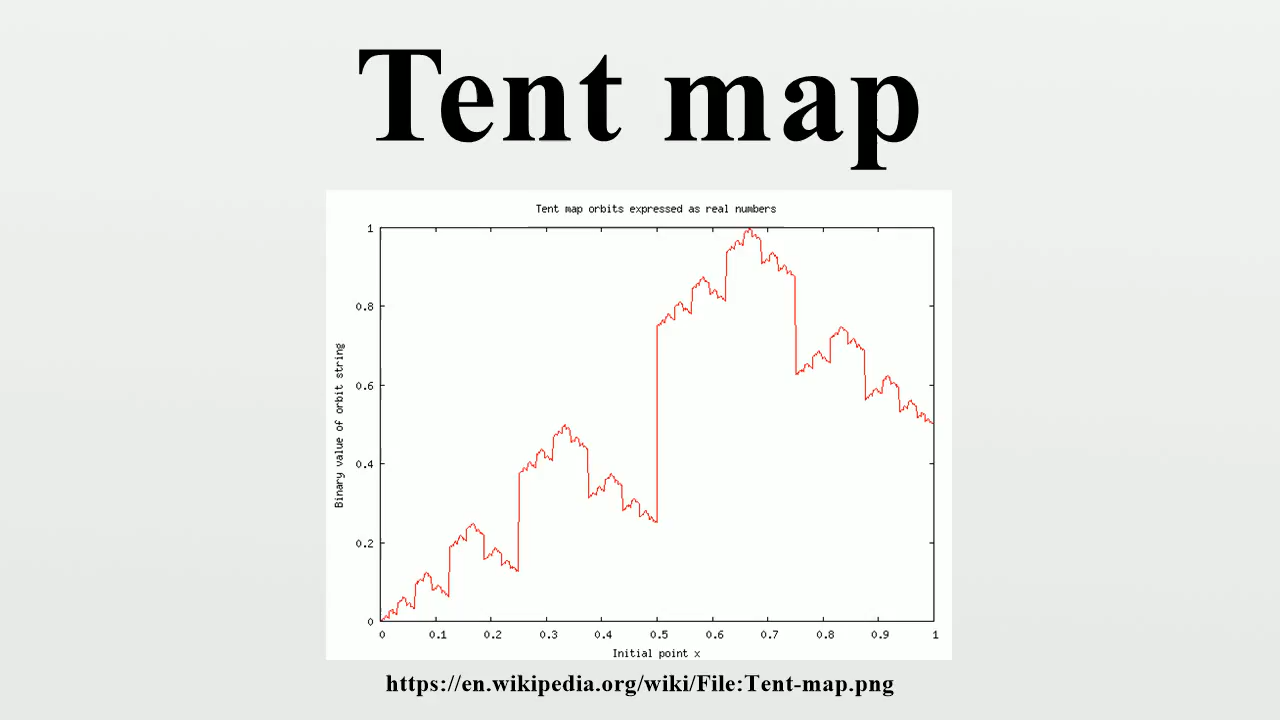 Tent map
Tent map orbits expressed as real numbers
1
0.8
0.6
0.4
0.2
0
Binary value of orbit string
0 0.1 0.2 0.3 0.4 0.5 0.6 0.7 0.8 0.9 1
Initial point x
https://en.wikipedia.org/wiki/File:Tent-map.png